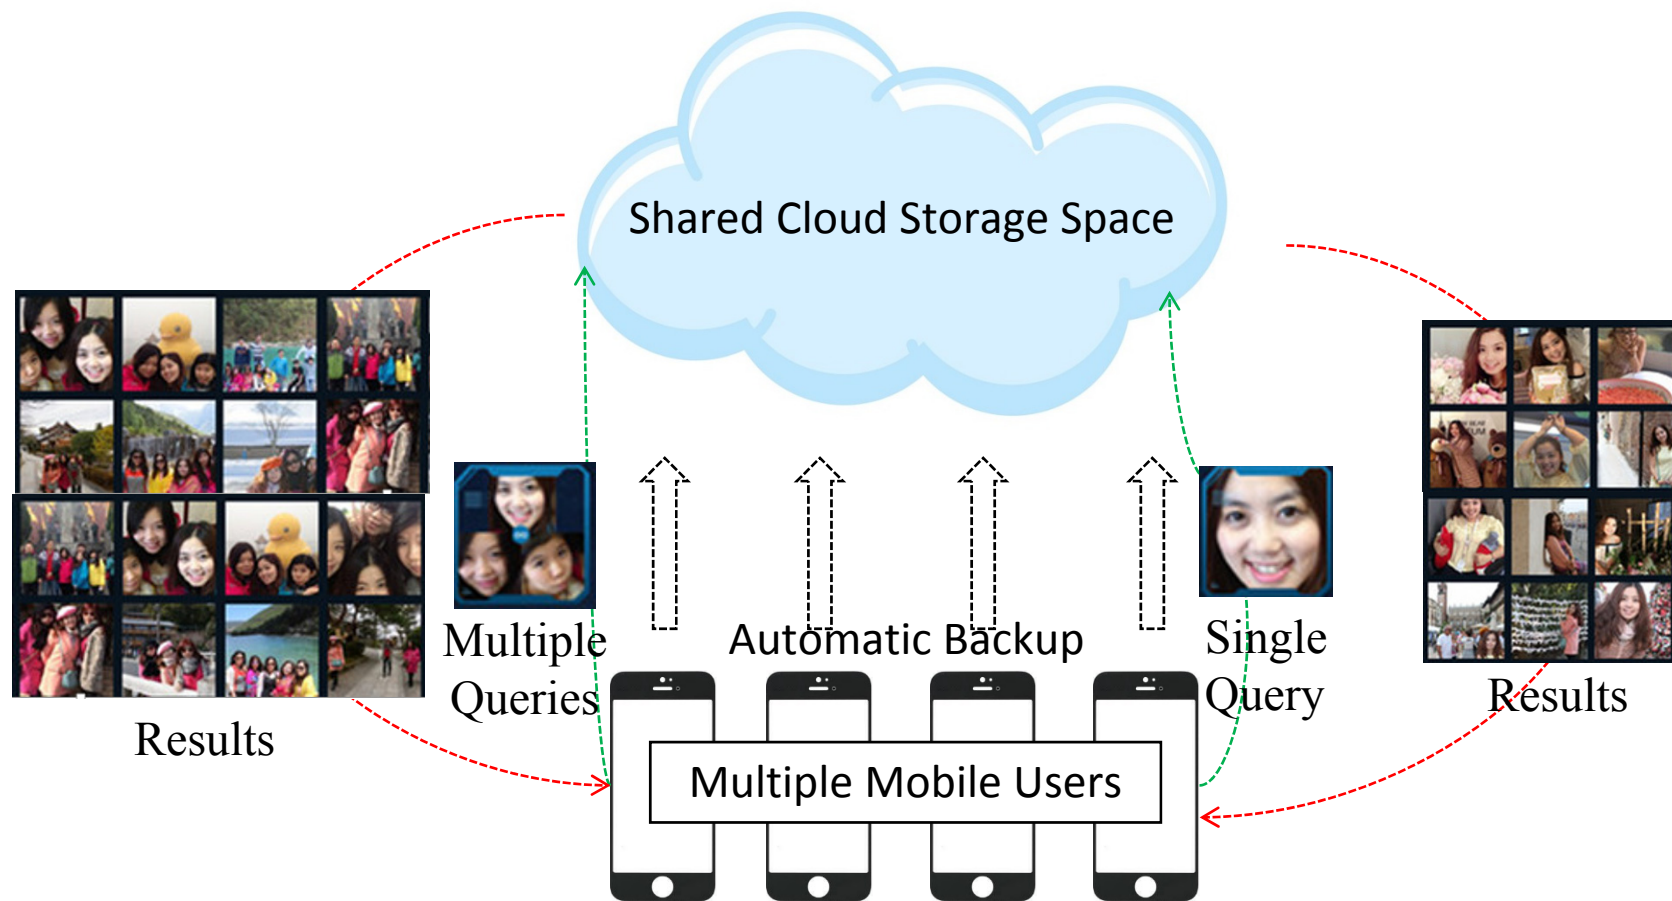 Shared Cloud Storage Space
Multiple
Queries
Automatic Backup
Single
Query
Results
Results
Multiple Mobile Users